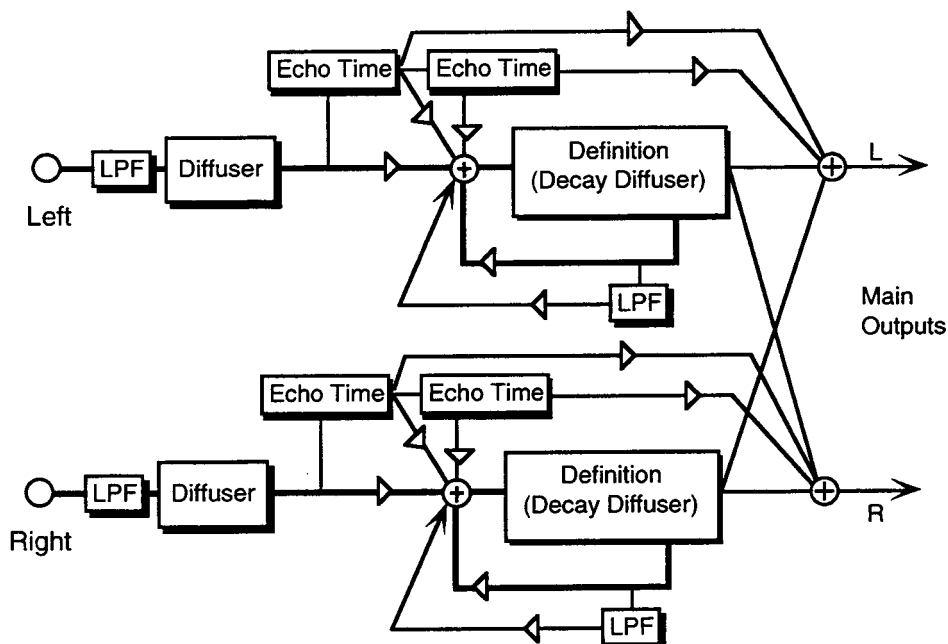 Echo Time
Echo Time
LPF
Diffuser
Definition
(Decay Diffuser)
L
Left
LPF
Main
Outputs
Echo Time
Echo Time
LPF
Diffuser
Definition
(Decay Diffuser)
R
Right
LPF